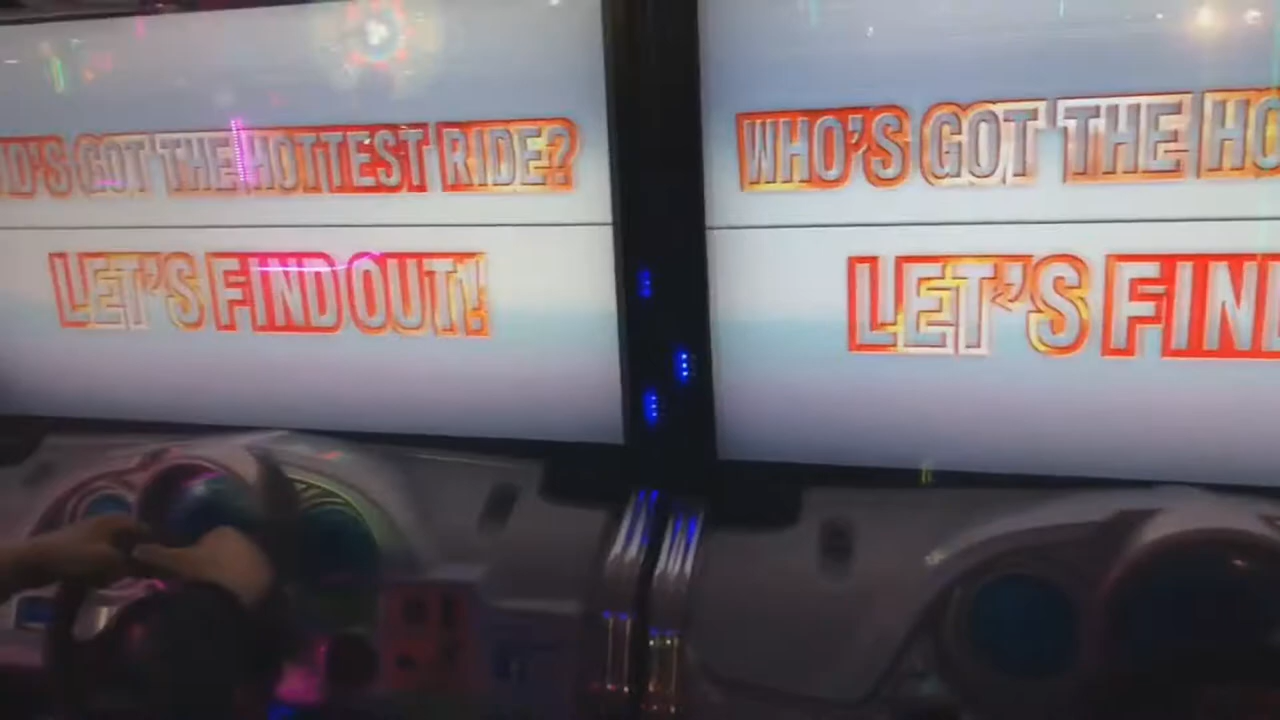 GOT THE HOTTEST RIDE?
LET'S FIND OUT!
WHO'S GOT THE
LET'S